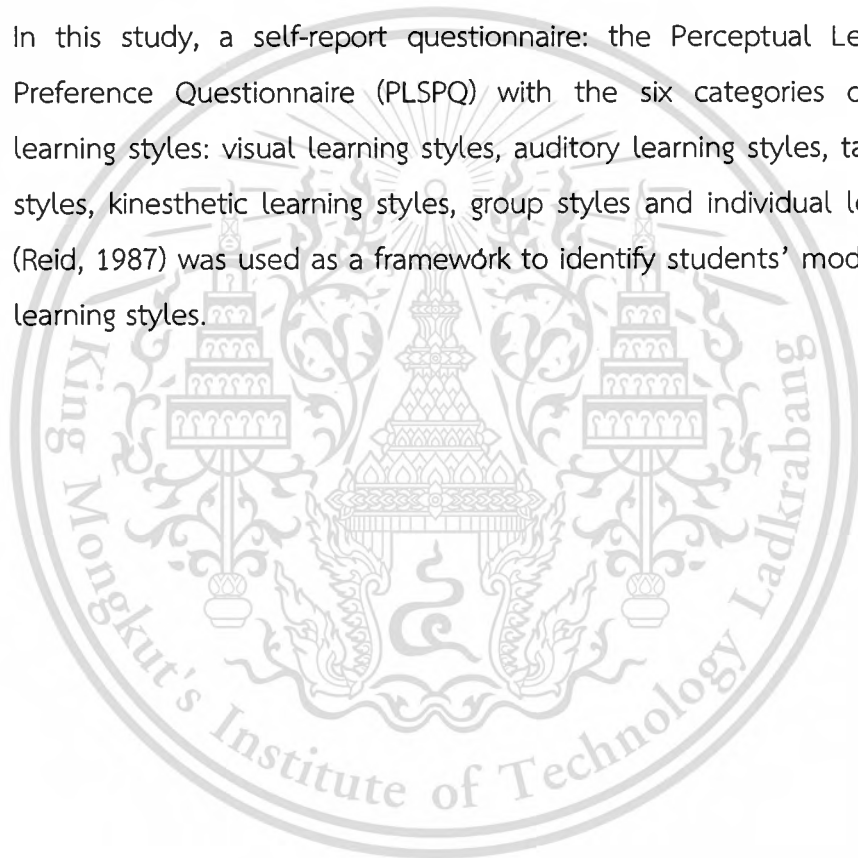 In this study, a self-report questionnaire: the Perceptual Le
Preference Questionnaire (PLSPQ) with the six categories o
learning styles: visual learning styles, auditory learning styles, ta
styles, kinesthetic learning styles, group styles and individual le
(Reid, 1987) was used as a framework to identify students' mod
learning styles.
King Mongkut's Institute of Technology Ladkrabang